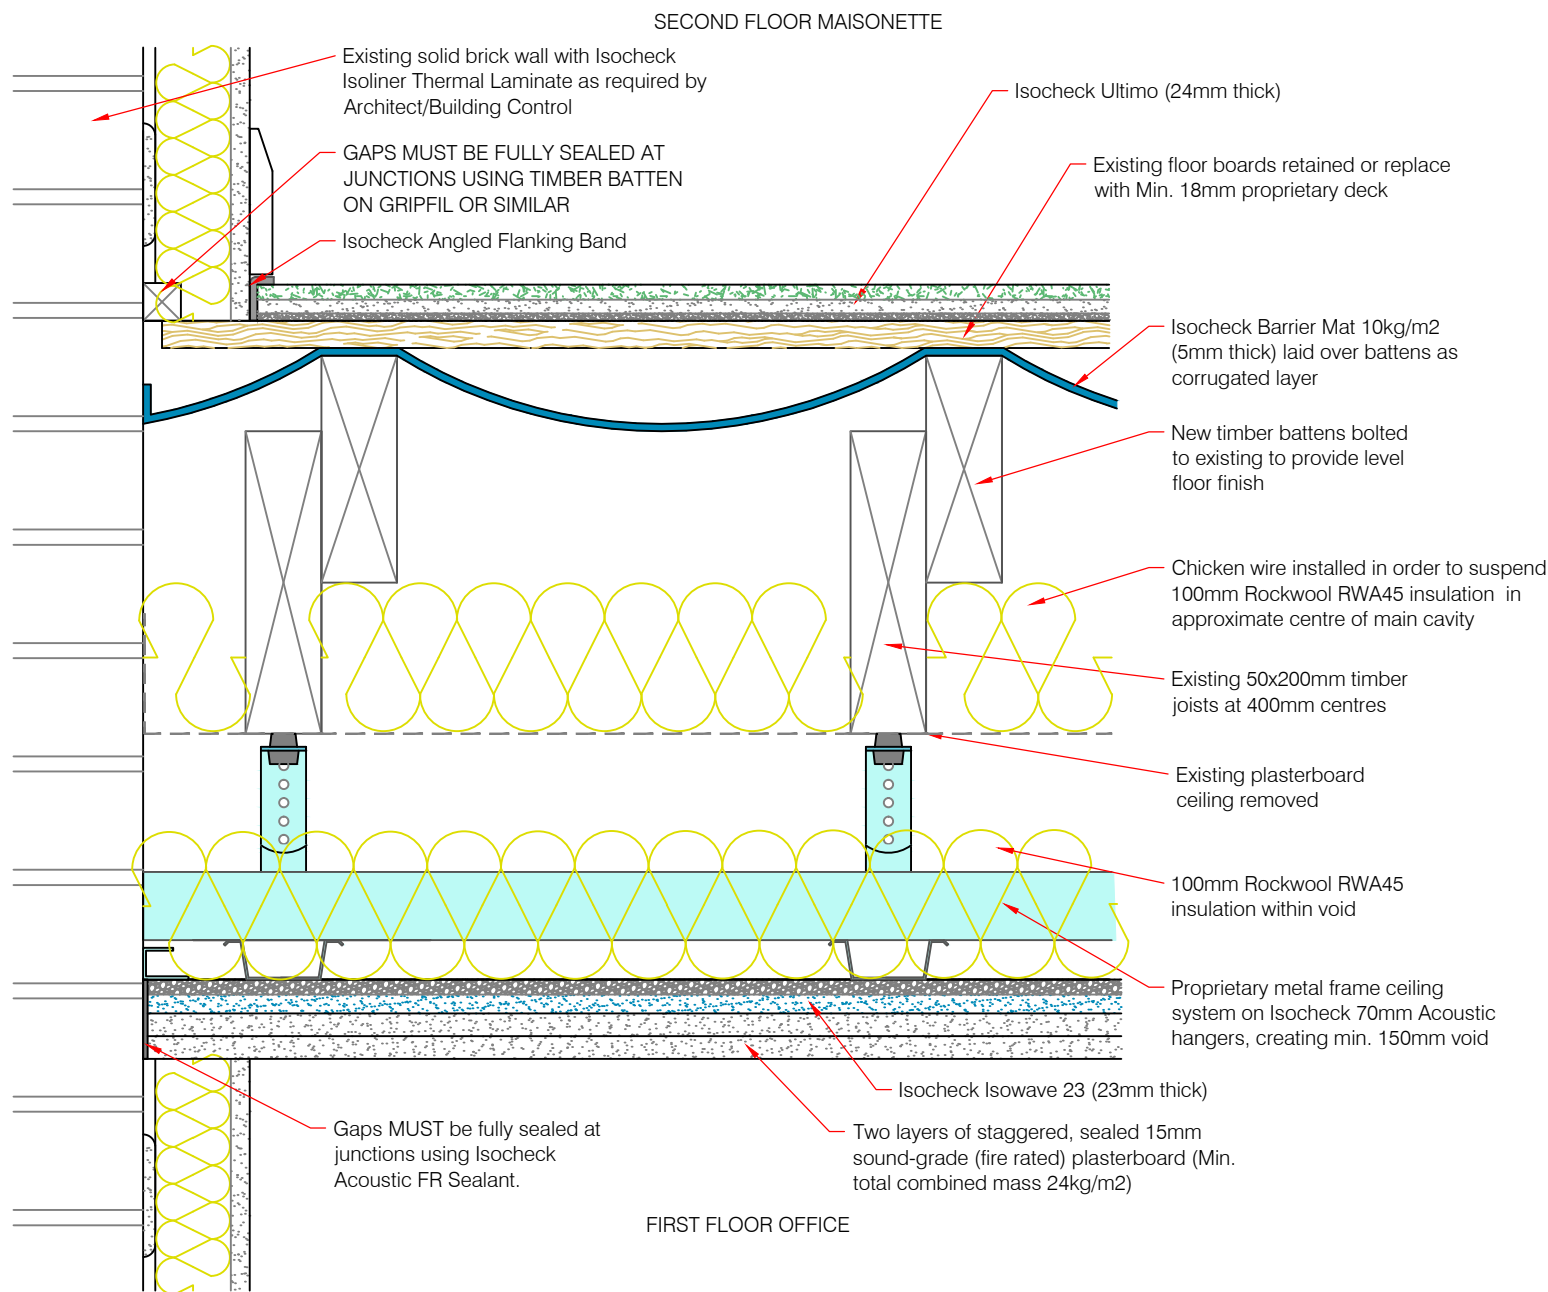 SECOND FLOOR MAISONETTE
Existing solid brick wall with Isocheck
Isoliner Thermal Laminate as required by
Architect/Building Control
GAPS MUST BE FULLY SEALED AT
JUNCTIONS USING TIMBER BATTEN
ON GRIPFIL OR SIMILAR
Isocheck Angled Flanking Band
Isocheck Ultimo (24mm thick)
Existing floor boards retained or replace
with Min. 18mm proprietary deck
Isocheck Barrier Mat 10kg/m2
(5mm thick) laid over battens as
corrugated layer
New timber battens bolted
to existing to provide level
floor finish
Chicken wire installed in order to suspend
100mm Rockwool RWA45 insulation in
approximate centre of main cavity
Existing 50x200mm timber
joists at 400mm centres
Existing plasterboard
ceiling removed
100mm Rockwool RWA45
insulation within void
Proprietary metal frame ceiling
system on Isocheck 70mm Acoustic
hangers, creating min. 150mm void
Isocheck Isowave 23 (23mm thick)
Two layers of staggered, sealed 15mm
sound-grade (fire rated) plasterboard (Min.
total combined mass 24kg/m2)
Gaps MUST be fully sealed at
junctions using Isocheck
Acoustic FR Sealant.
FIRST FLOOR OFFICE